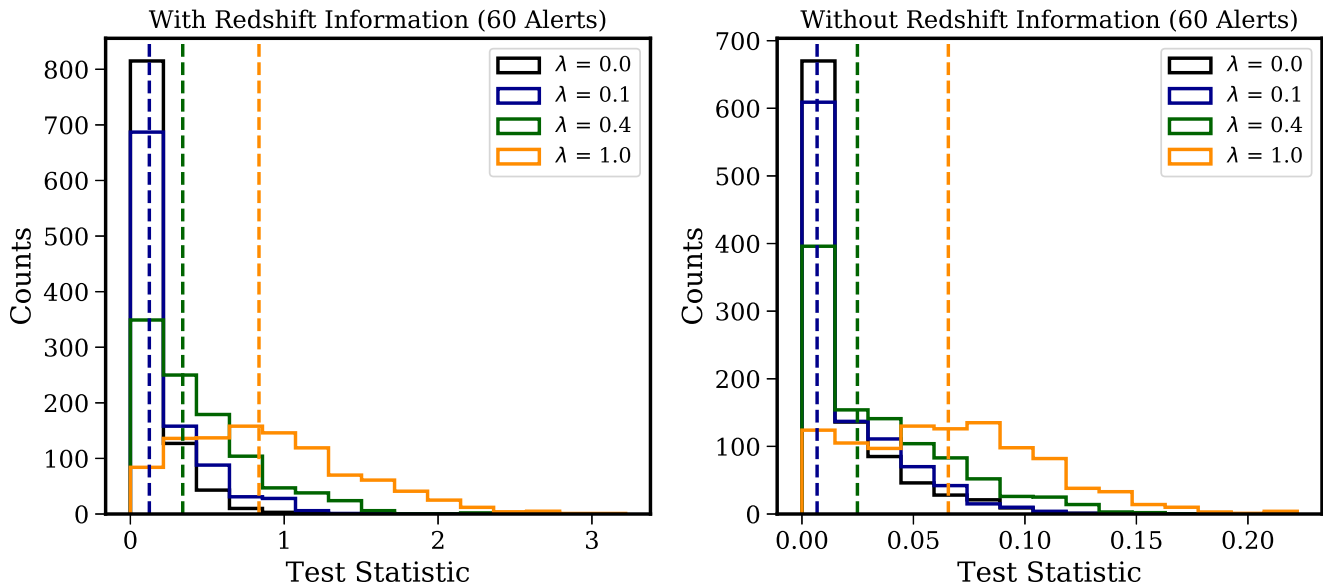 With Redshift Information (60 Alerts)
800
700
600
500
400
300
200
100
0
Counts
0 1 2 3
Test Statistic
λ = 0.0
λ = 0.1
λ = 0.4
λ = 1.0
Without Redshift Information (60 Alerts)
700
600
500
400
300
200
100
0
Counts
0.00 0.05 0.10 0.15 0.20
Test Statistic
λ = 0.0
λ = 0.1
λ = 0.4
λ = 1.0